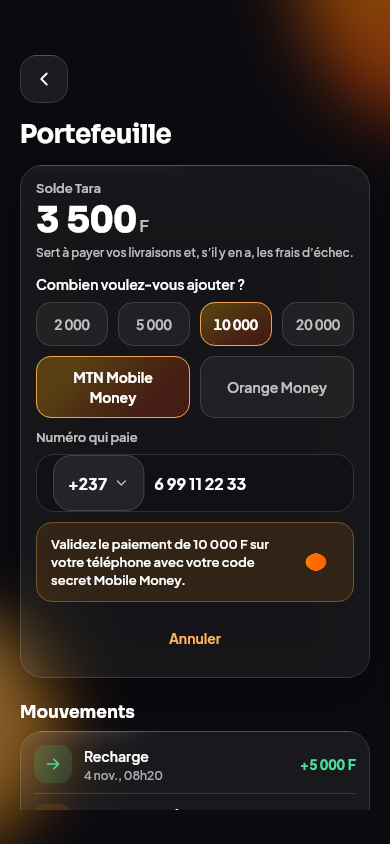 Portefeuille
Solde Tara
3 500 F
Sert à payer vos livraisons et, s'il y en a, les frais d'échec.
Combien voulez-vous ajouter ?
2 000
5 000
10 000
20 000
MTN Mobile
Money
Orange Money
Numéro qui paie
+237
6 99 11 22 33
Validez le paiement de 10 000 F sur
votre téléphone avec votre code
secret Mobile Money.
Annuler
Mouvements
Recharge
+5 000 F
4 nov., 08h20